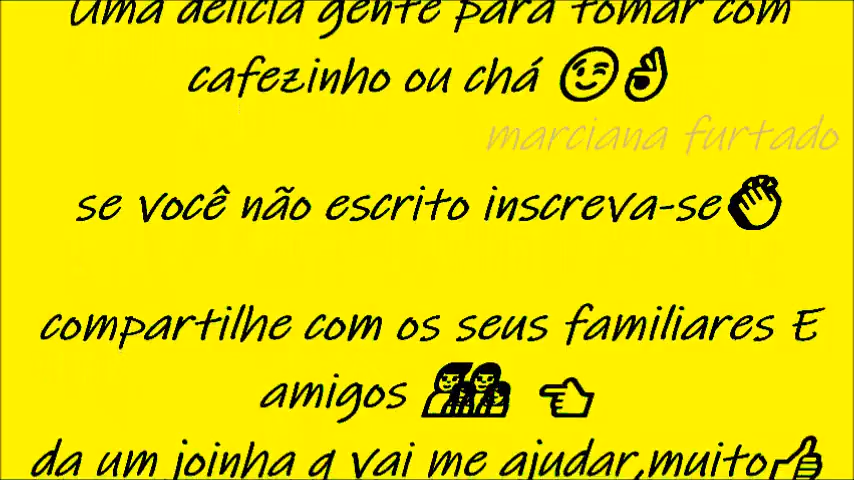 Uma delícia gente para tomar com
cafezinho ou chá 😉👌
marciana furtado
se você não escrito inscreva-se👏
compartilhe com os seus familiares E
amigos 👭 👈
da um joinha q vai me ajudar,muito👍